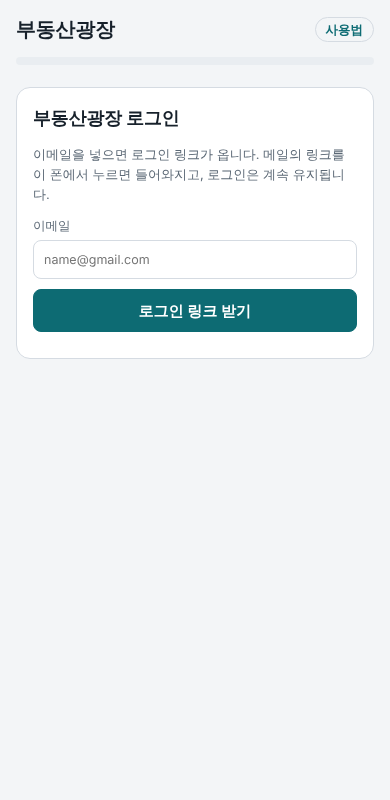 부동산광장
사용법
부동산광장 로그인
이메일을 넣으면 로그인 링크가 옵니다. 메일의 링크를
이 폰에서 누르면 들어와지고, 로그인은 계속 유지됩니
다.
이메일
name@gmail.com
로그인 링크 받기